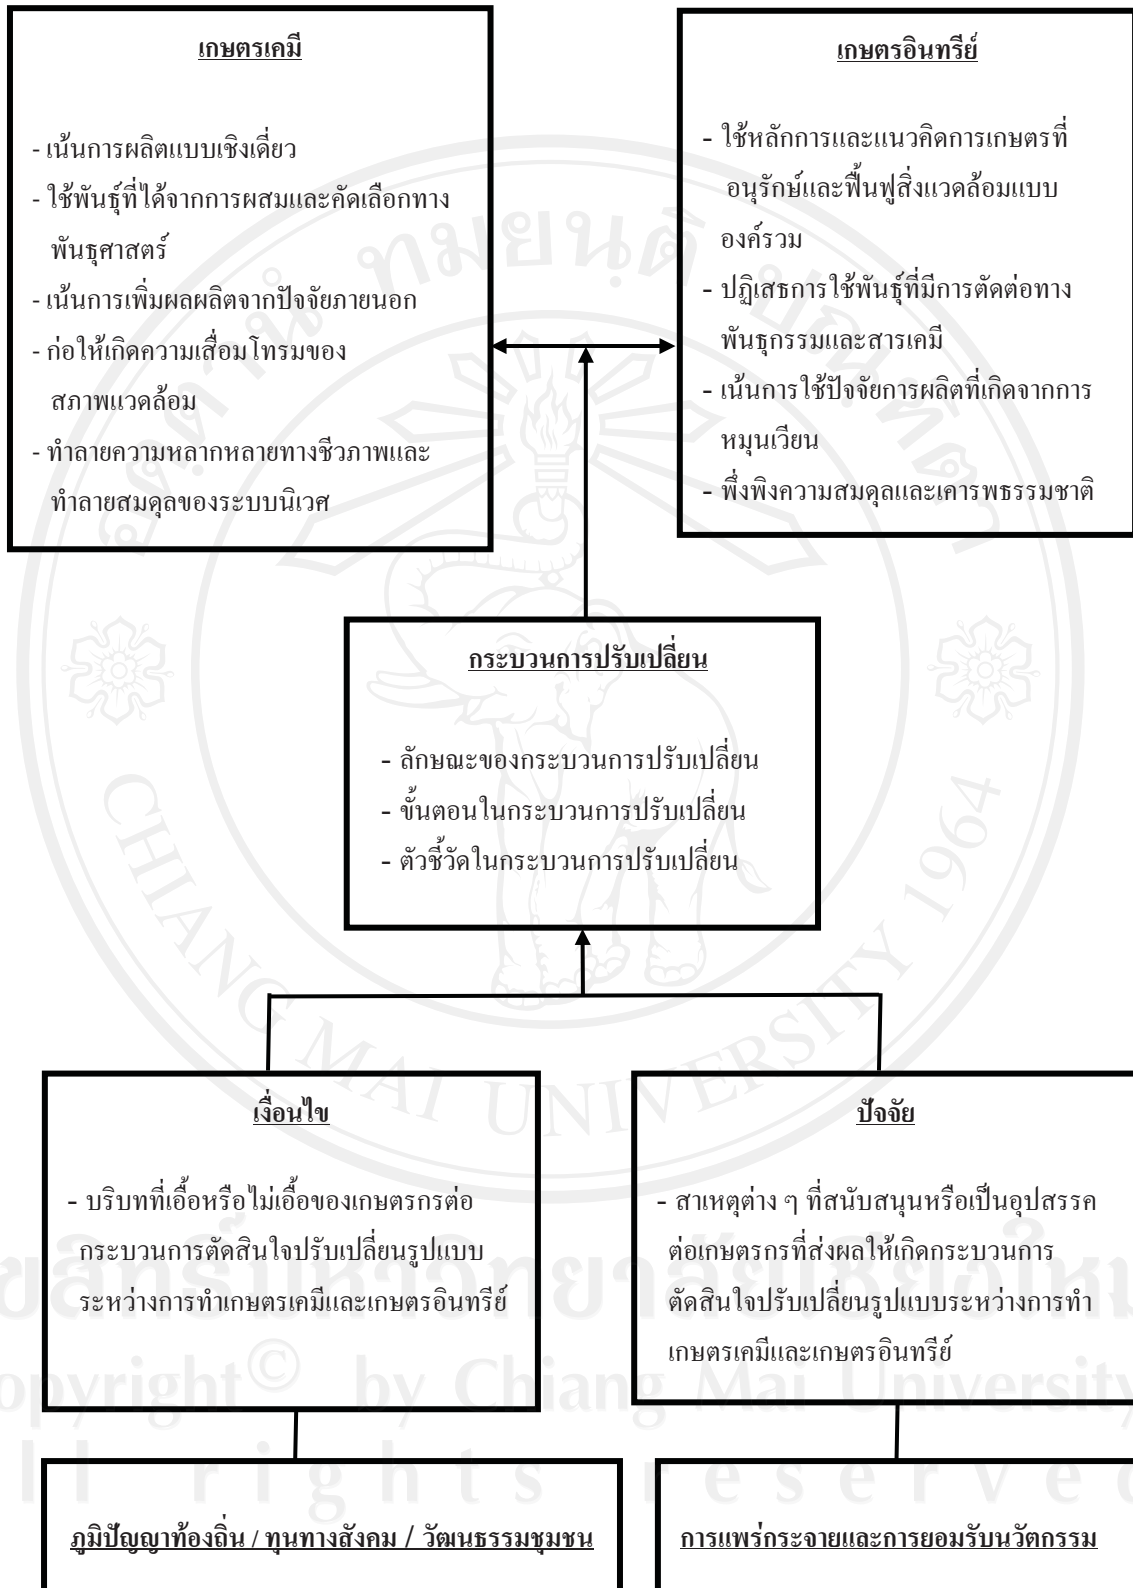 เกษตรเคมี
- เน้นการผลิตแบบเชิงเดี่ยว
- ใช้พันธุ์ที่ได้จากการผสมและคัดเลือกทาง
พันธุศาสตร์
- เน้นการเพิ่มผลผลิตจากปัจจัยภายนอก
- ก่อให้เกิดความเสื่อมโทรมของ
สภาพแวดล้อม
- ทำลายความหลากหลายทางชีวภาพและ
ทำลายสมดุลของระบบนิเวศ
เกษตรอินทรีย์
- ใช้หลักการและแนวคิดการเกษตรที่
อนุรักษ์และฟื้นฟูสิ่งแวดล้อมแบบ
องค์รวม
- ปฏิเสธการใช้พันธุ์ที่มีการตัดต่อทาง
พันธุกรรมและสารเคมี
- เน้นการใช้ปัจจัยการผลิตที่เกิดจากการ
หมุนเวียน
- พึ่งพิงความสมดุลและเคารพธรรมชาติ
กระบวนการปรับเปลี่ยน
- ลักษณะของกระบวนการปรับเปลี่ยน
- ขั้นตอนในกระบวนการปรับเปลี่ยน
- ตัวชี้วัดในกระบวนการปรับเปลี่ยน
เงื่อนไข
- บริบทที่เอื้อหรือไม่เอื้อของเกษตรกรต่อ
กระบวนการตัดสินใจปรับเปลี่ยนรูปแบบ
ระหว่างการทำเกษตรเคมีและเกษตรอินทรีย์
ปัจจัย
- สาเหตุต่าง ๆ ที่สนับสนุนหรือเป็นอุปสรรค
ต่อเกษตรกรที่ส่งผลให้เกิดกระบวนการ
ตัดสินใจปรับเปลี่ยนรูปแบบระหว่างการทำ
เกษตรเคมีและเกษตรอินทรีย์
ภูมิปัญญาท้องถิ่น / ทุนทางสังคม / วัฒนธรรมชุมชน
การแพร่กระจายและการยอมรับนวัตกรรม
CHIANG MAI UNIVERSITY 1964
opyright© by Chiang Mai University
ll rights reserved